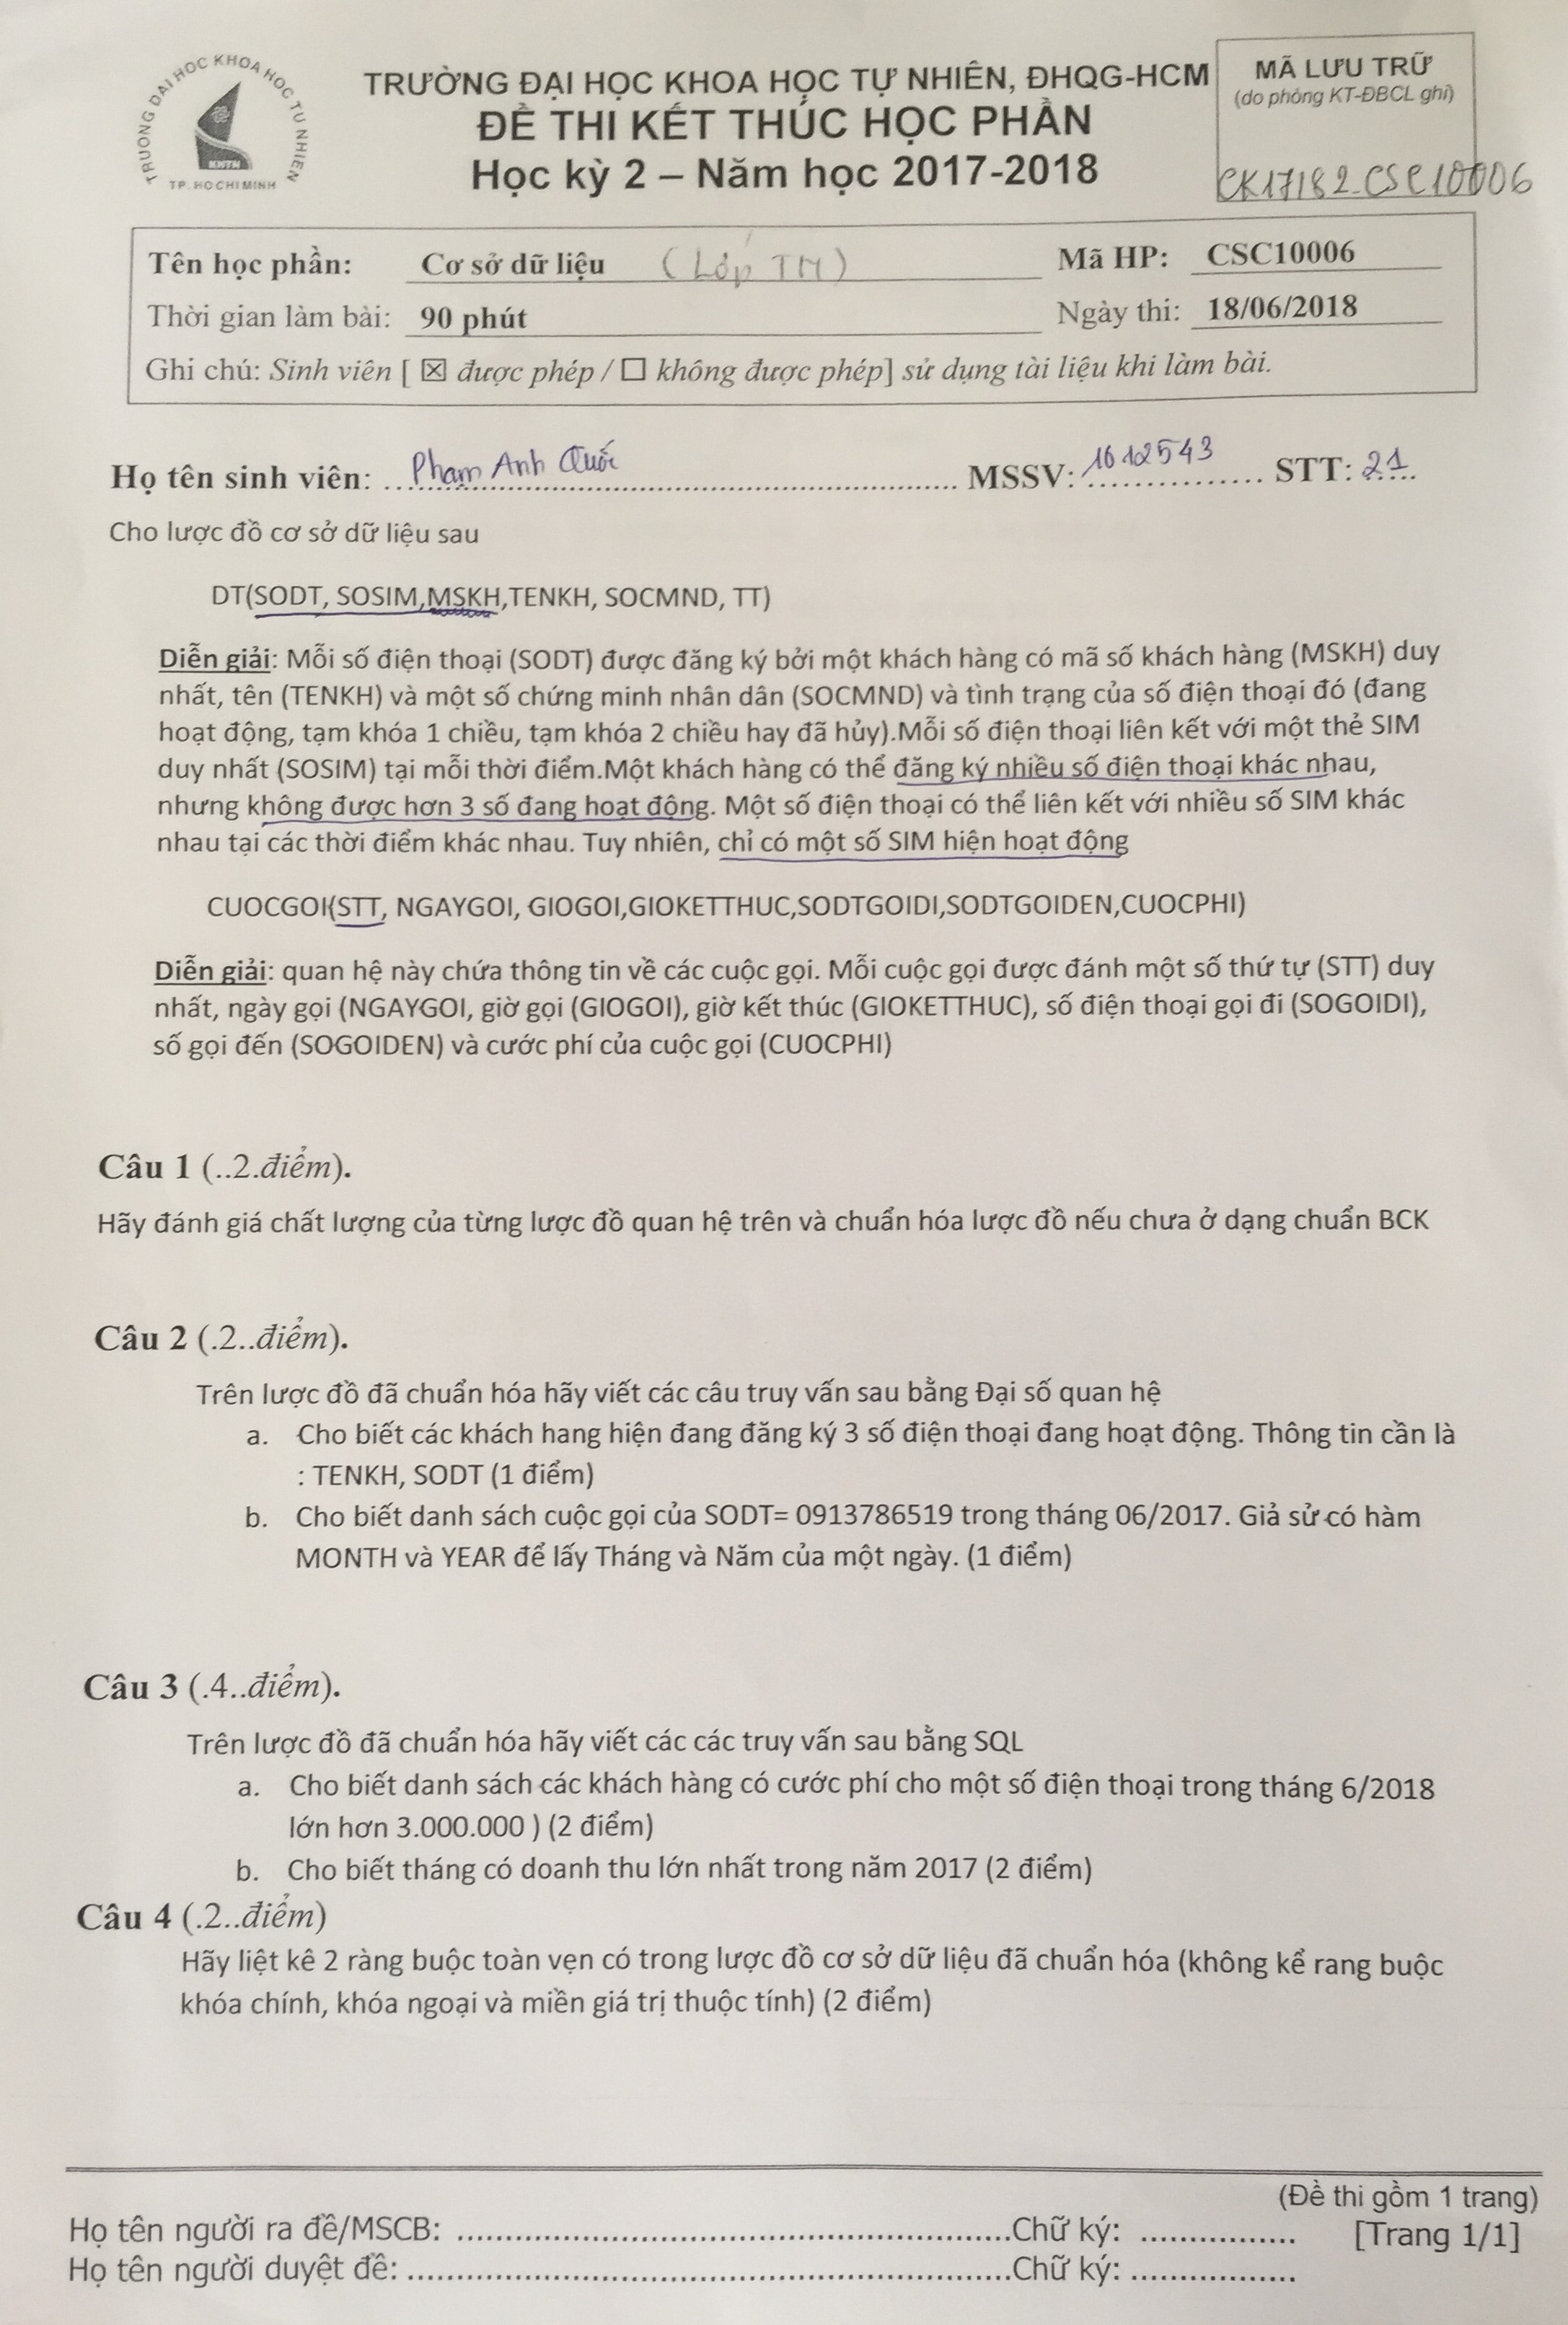 TRƯỜNG ĐẠI HỌC KHOA HỌC TỰ NHIÊN
KHTN
TP. HO CHI MINH
TRƯỜNG ĐẠI HỌC KHOA HỌC TỰ NHIÊN, ĐHQG-HCM
ĐỀ THI KẾT THÚC HỌC PHẦN
Học kỳ 2 – Năm học 2017-2018
MÃ LƯU TRỮ
(do phòng KT-ĐBCL ghi)
CK17182_CSC10006
Tên học phần: Cơ sở dữ liệu (Lớp TN) Mã HP: CSC10006
Thời gian làm bài: 90 phút Ngày thi: 18/06/2018
Ghi chú: Sinh viên [ ☒ được phép / ☐ không được phép] sử dụng tài liệu khi làm bài.
Họ tên sinh viên: Phạm Anh Quốc MSSV: 1612543 STT: 21
Cho lược đồ cơ sở dữ liệu sau
DT(SODT, SOSIM,MSKH,TENKH, SOCMND, TT)
Diễn giải: Mỗi số điện thoại (SODT) được đăng ký bởi một khách hàng có mã số khách hàng (MSKH) duy
nhất, tên (TENKH) và một số chứng minh nhân dân (SOCMND) và tình trạng của số điện thoại đó (đang
hoạt động, tạm khóa 1 chiều, tạm khóa 2 chiều hay đã hủy).Mỗi số điện thoại liên kết với một thẻ SIM
duy nhất (SOSIM) tại mỗi thời điểm.Một khách hàng có thể đăng ký nhiều số điện thoại khác nhau,
nhưng không được hơn 3 số đang hoạt động. Một số điện thoại có thể liên kết với nhiều số SIM khác
nhau tại các thời điểm khác nhau. Tuy nhiên, chỉ có một số SIM hiện hoạt động
CUOCGOI(STT, NGAYGOI, GIOGOI,GIOKETTHUC,SODTGOIDI,SODTGOIDEN,CUOCPHI)
Diễn giải: quan hệ này chứa thông tin về các cuộc gọi. Mỗi cuộc gọi được đánh một số thứ tự (STT) duy
nhất, ngày gọi (NGAYGOI, giờ gọi (GIOGOI), giờ kết thúc (GIOKETTHUC), số điện thoại gọi đi (SOGOIDI),
số gọi đến (SOGOIDEN) và cước phí của cuộc gọi (CUOCPHI)
Câu 1 (..2.điểm).
Hãy đánh giá chất lượng của từng lược đồ quan hệ trên và chuẩn hóa lược đồ nếu chưa ở dạng chuẩn BCK
Câu 2 (.2..điểm).
Trên lược đồ đã chuẩn hóa hãy viết các câu truy vấn sau bằng Đại số quan hệ
a. Cho biết các khách hang hiện đang đăng ký 3 số điện thoại đang hoạt động. Thông tin cần là
: TENKH, SODT (1 điểm)
b. Cho biết danh sách cuộc gọi của SODT= 0913786519 trong tháng 06/2017. Giả sử có hàm
MONTH và YEAR để lấy Tháng và Năm của một ngày. (1 điểm)
Câu 3 (.4..điểm).
Trên lược đồ đã chuẩn hóa hãy viết các các truy vấn sau bằng SQL
a. Cho biết danh sách các khách hàng có cước phí cho một số điện thoại trong tháng 6/2018
lớn hơn 3.000.000 ) (2 điểm)
b. Cho biết tháng có doanh thu lớn nhất trong năm 2017 (2 điểm)
Câu 4 (.2..điểm)
Hãy liệt kê 2 ràng buộc toàn vẹn có trong lược đồ cơ sở dữ liệu đã chuẩn hóa (không kể rang buộc
khóa chính, khóa ngoại và miền giá trị thuộc tính) (2 điểm)
(Đề thi gồm 1 trang)
Họ tên người ra đề/MSCB: ........................................Chữ ký: ................ [Trang 1/1]
Họ tên người duyệt đề: ........................................Chữ ký: ................